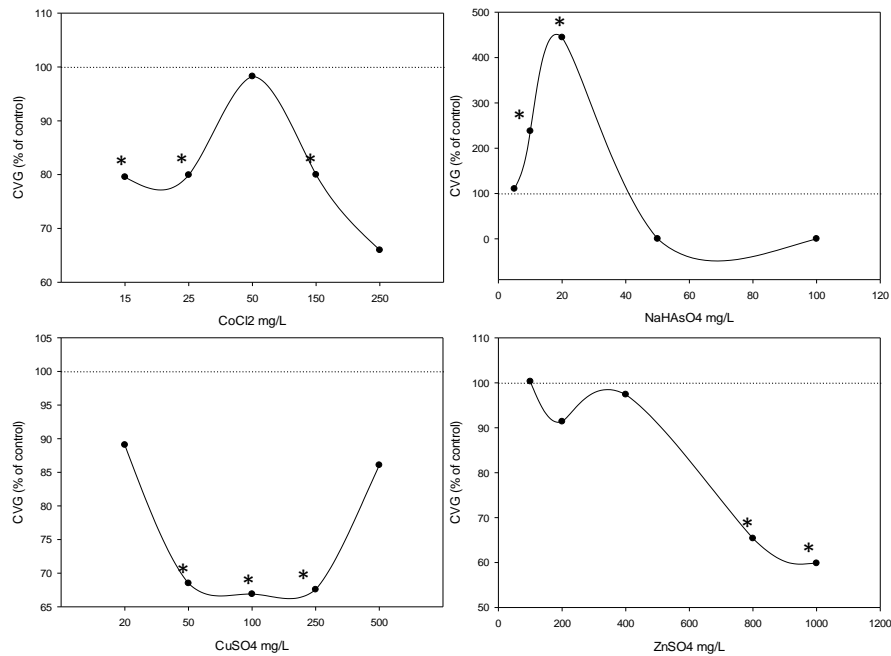 110
100
90
80
70
60
CVG (% of control)
* * *
15 25 50 150 250
CoCl2 mg/L
500
400
300
200
100
0
CVG (% of control)
* *
0 20 40 60 80 100 120
NaHAsO4 mg/L
105
100
95
90
85
80
75
70
65
CVG (% of control)
* * *
20 50 100 250 500
CuSO4 mg/L
110
100
90
80
70
60
50
CVG (% of control)
* *
0 200 400 600 800 1000 1200
ZnSO4 mg/L